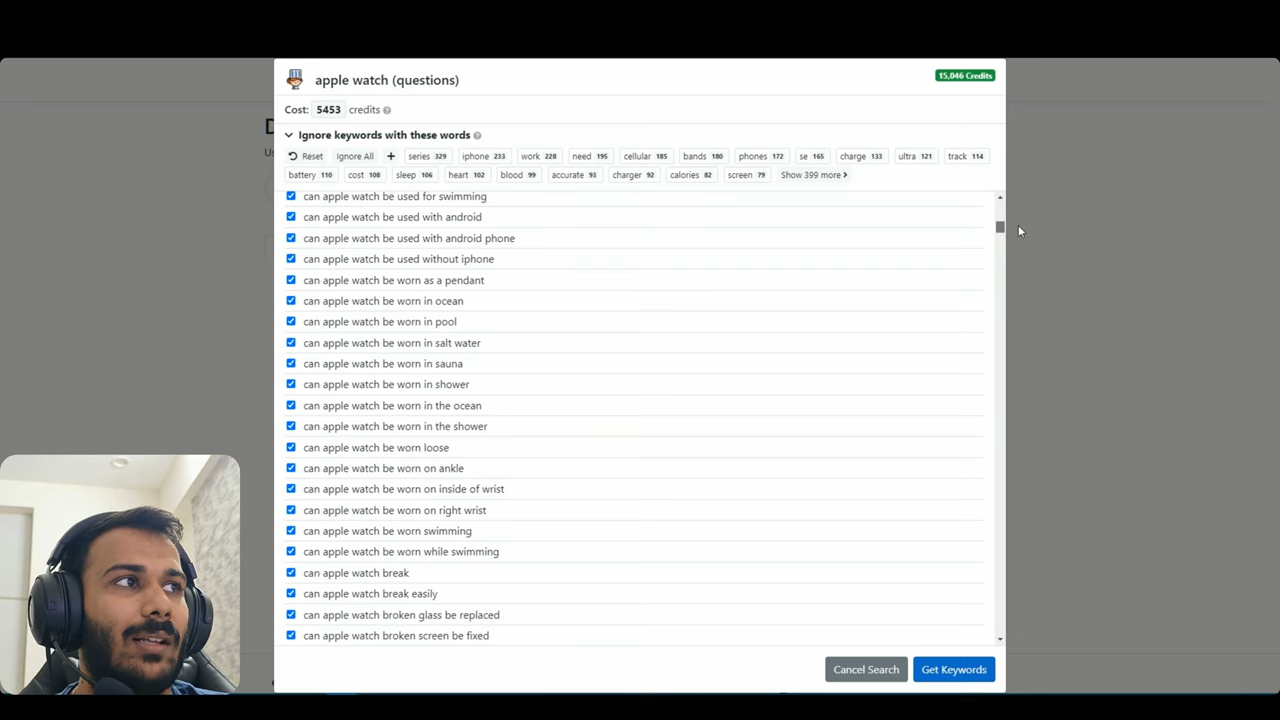 apple watch (questions)
15,046 Credits
Cost: 5453 credits
Ignore keywords with these words
Reset Ignore All + series 329 iphone 233 work 228 need 195 cellular 185 bands 180 phones 172 se 165 charge 133 ultra 121 track 114
battery 110 cost 108 sleep 106 heart 102 blood 99 accurate 93 charger 92 calories 82 screen 79 Show 399 more
can apple watch be used for swimming
can apple watch be used with android
can apple watch be used with android phone
can apple watch be used without iphone
can apple watch be worn as a pendant
can apple watch be worn in ocean
can apple watch be worn in pool
can apple watch be worn in salt water
can apple watch be worn in sauna
can apple watch be worn in shower
can apple watch be worn in the ocean
can apple watch be worn in the shower
can apple watch be worn loose
can apple watch be worn on ankle
can apple watch be worn on inside of wrist
can apple watch be worn on right wrist
can apple watch be worn swimming
can apple watch be worn while swimming
can apple watch break
can apple watch break easily
can apple watch broken glass be replaced
can apple watch broken screen be fixed
Cancel Search Get Keywords